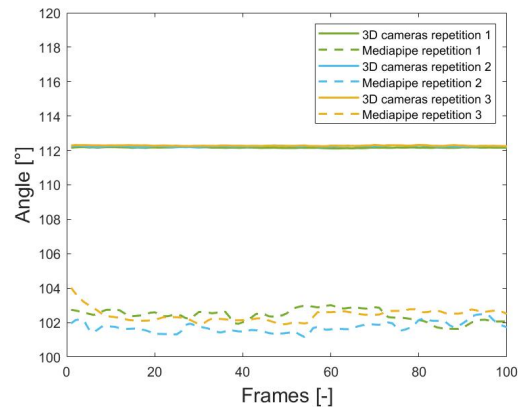 120
118
116
114
112
110
108
106
104
102
100
Angle [°]
3D cameras repetition 1
Mediapipe repetition 1
3D cameras repetition 2
Mediapipe repetition 2
3D cameras repetition 3
Mediapipe repetition 3
0 20 40 60 80 100
Frames [-]